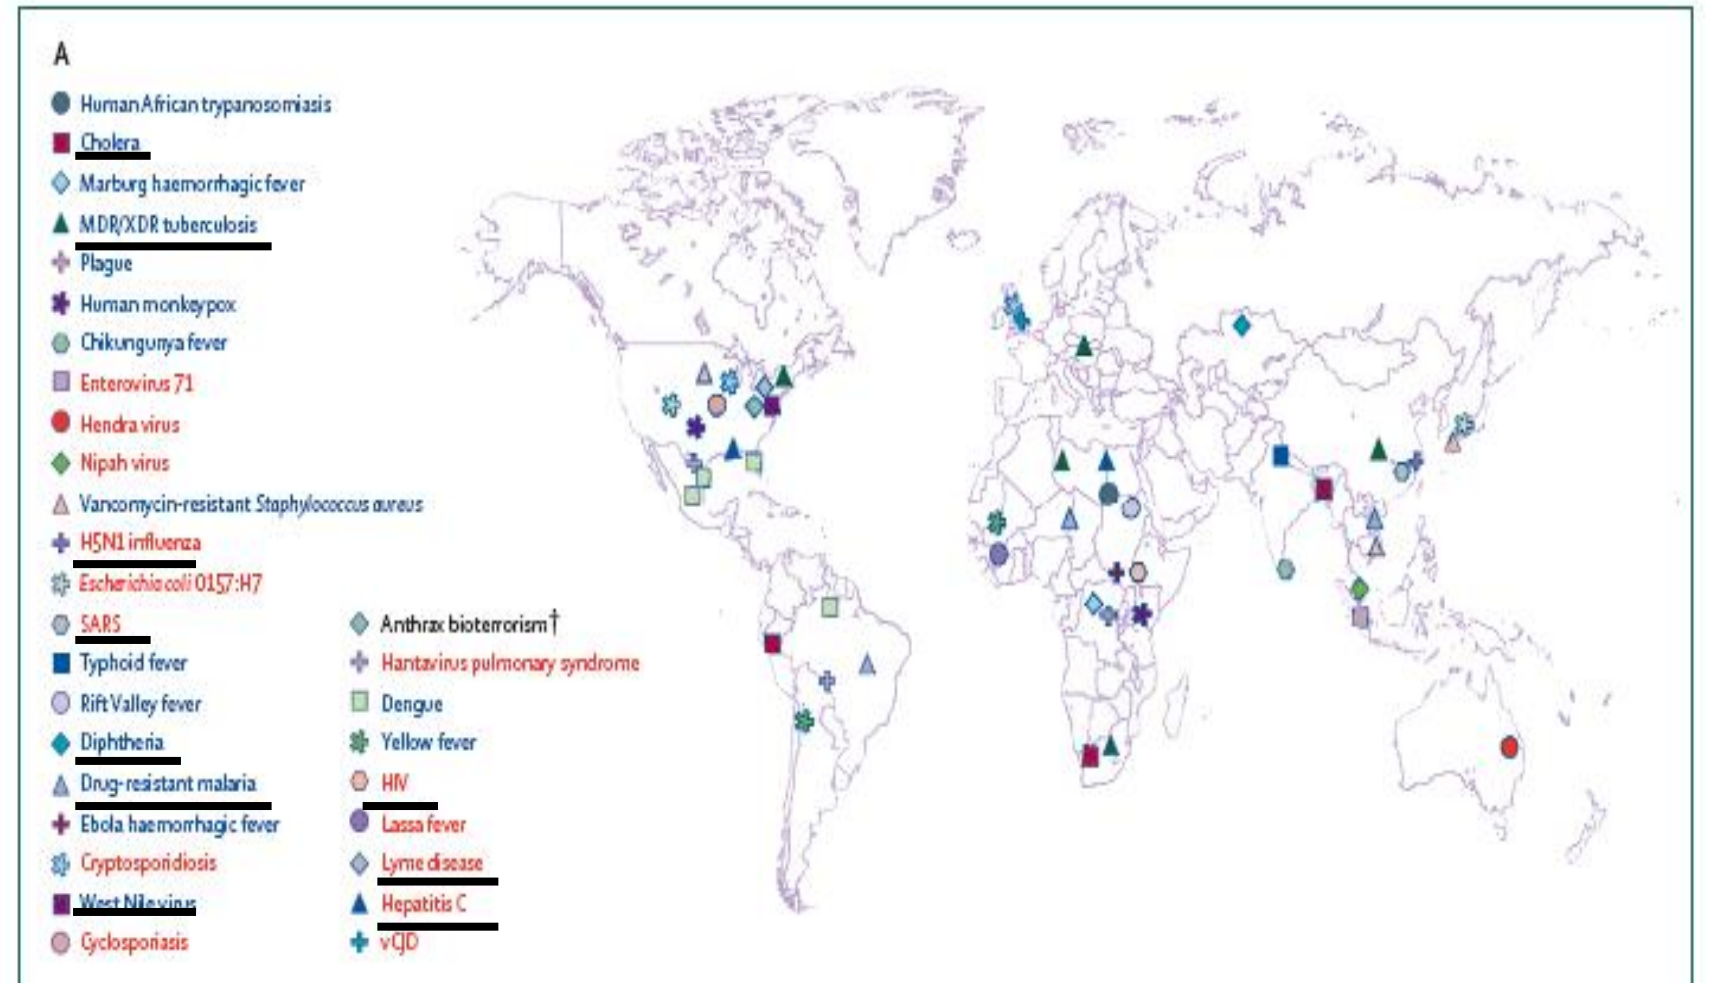 A
Human African trypanosomiasis
Cholera
Marburg haemorrhagic fever
MDR/XDR tuberculosis
Plague
Human monkeypox
Chikungunya fever
Enterovirus 71
Hendra virus
Nipah virus
Vancomycin-resistant Staphylococcus aureus
H5N1 influenza
Escherichia coli O157:H7
SARS
Typhoid fever
Rift Valley fever
Diphtheria
Drug-resistant malaria
Ebola haemorrhagic fever
Cryptosporidiosis
West Nile virus
Cyclosporiasis
Anthrax bioterrorism†
Hantavirus pulmonary syndrome
Dengue
Yellow fever
HIV
Lassa fever
Lyme disease
Hepatitis C
vCJD